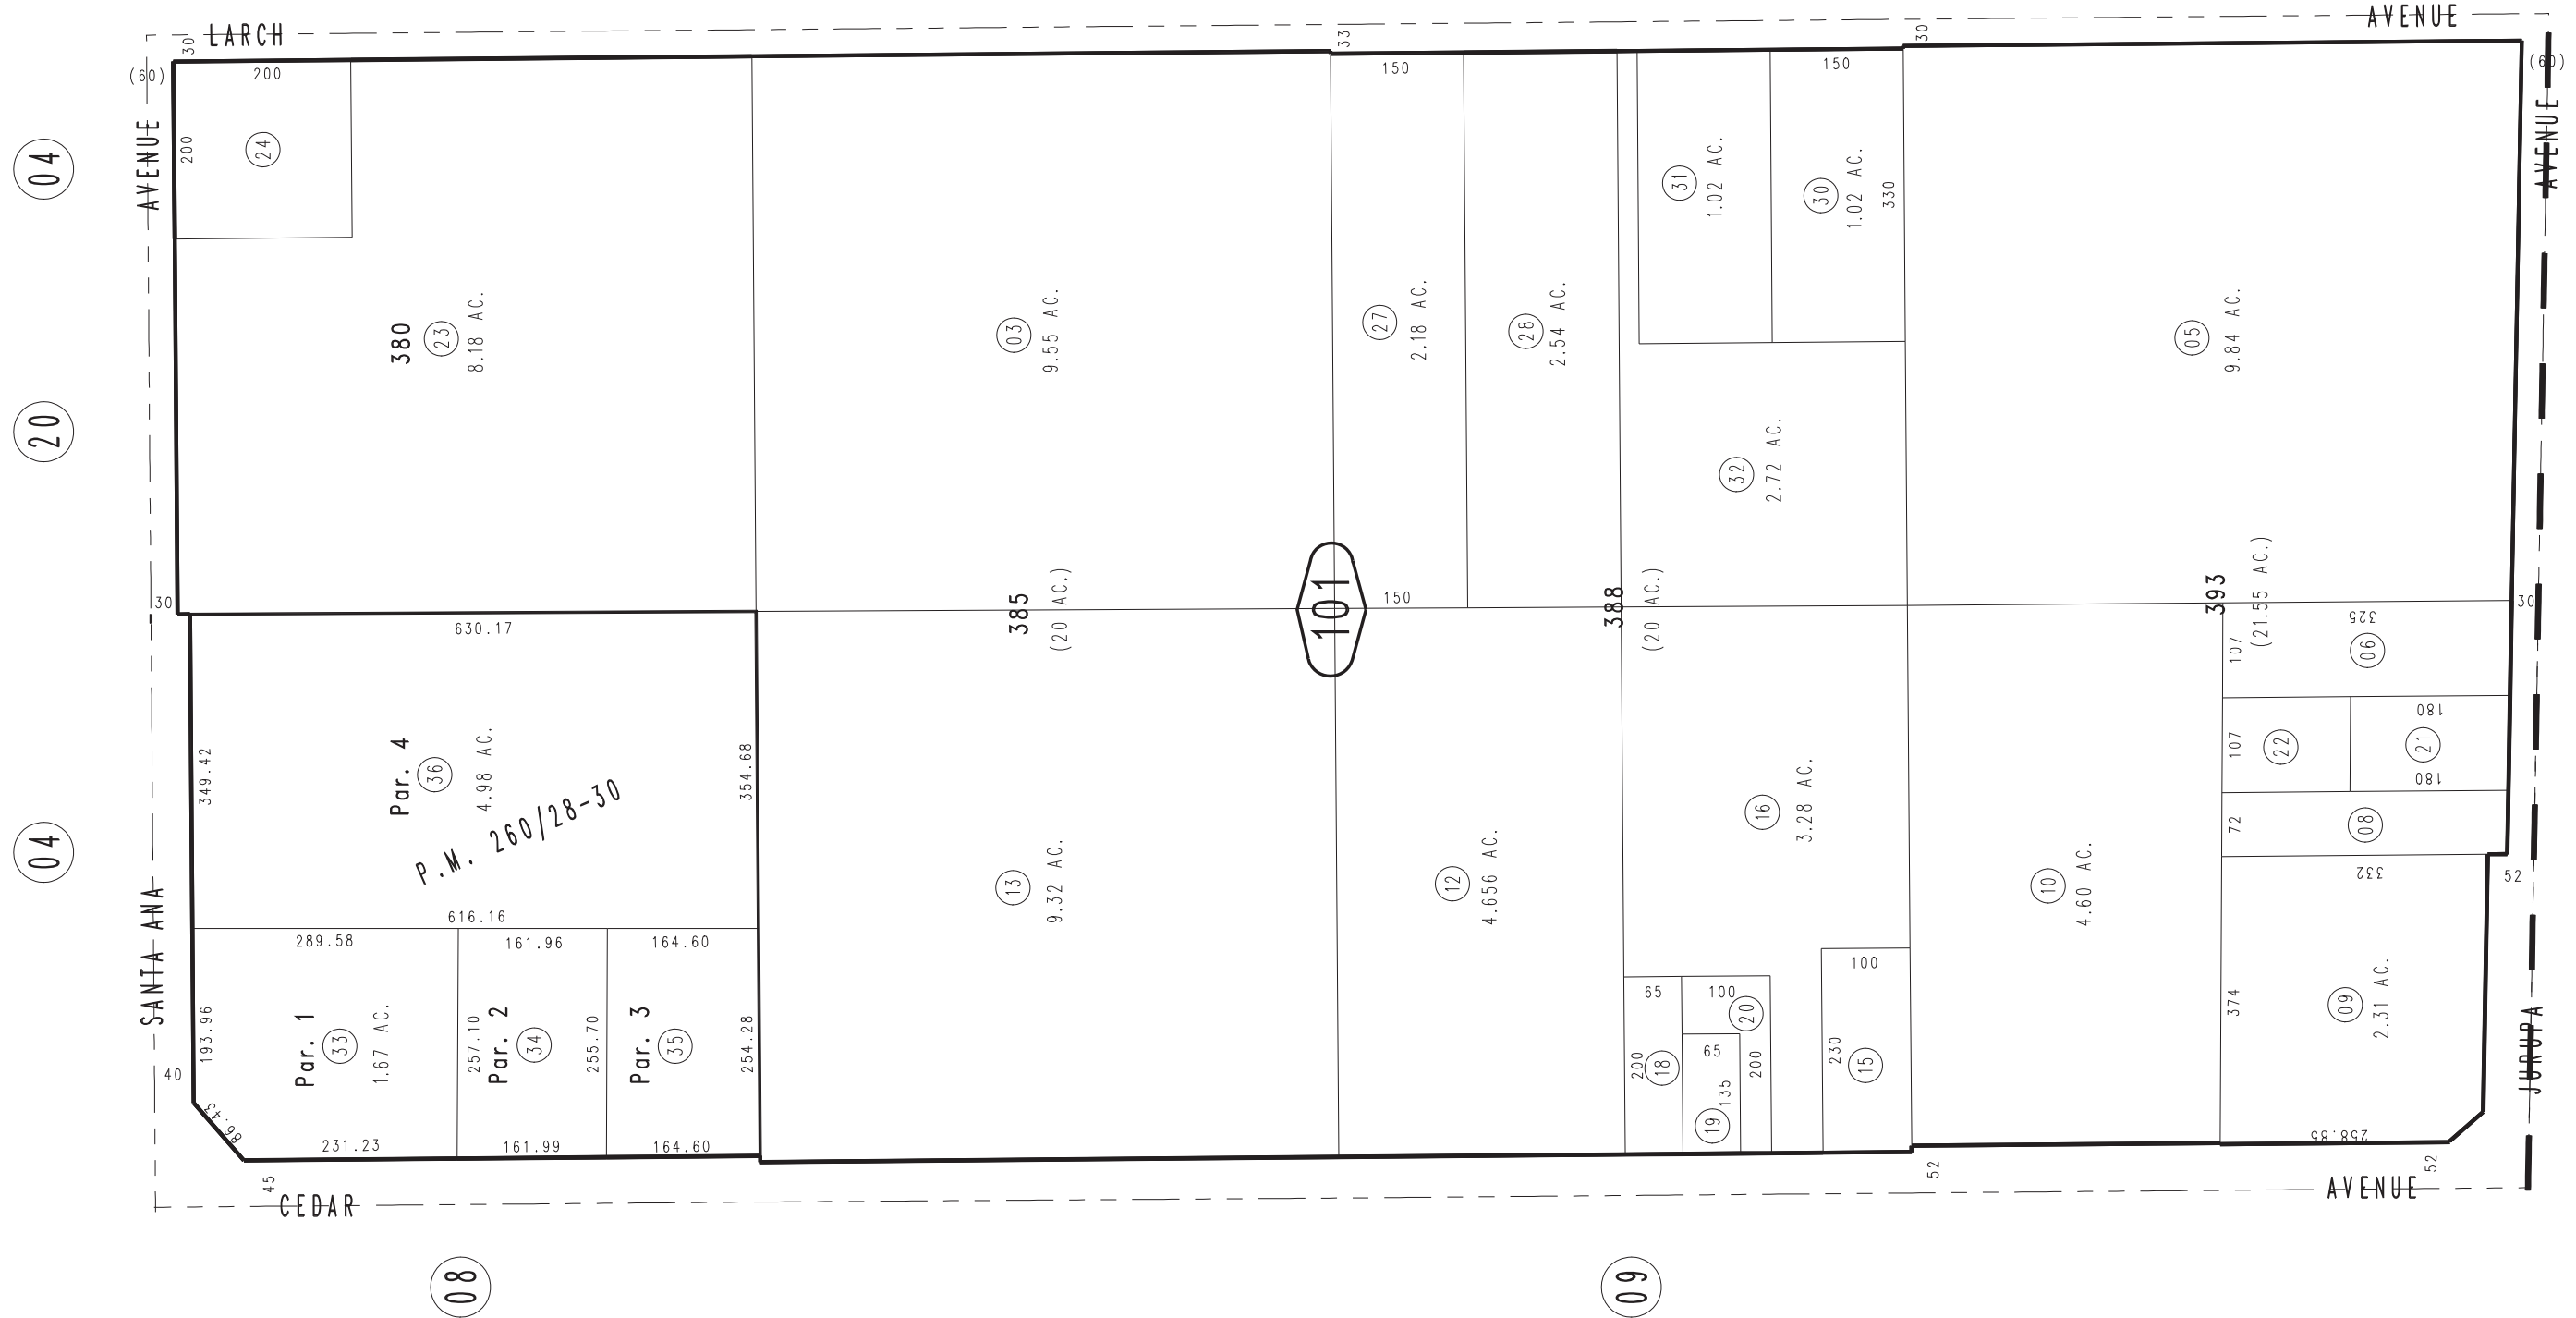 LARCH
AVENUE
30
33
30
(60)
(60)
200
200
24
150
150
AVENUE
AVENUE
04
31
1.02 AC.
30
1.02 AC.
330
380
23
8.18 AC.
03
9.55 AC.
27
2.18 AC.
28
2.54 AC.
05
9.84 AC.
20
32
2.72 AC.
30
630.17
385
(20 AC.)
101
150
388
(20 AC.)
393
(21.55 AC.)
30
325
107
06
349.42
Par. 4
36
4.98 AC.
354.68
P.M. 260/28-30
107
22
180
21
180
16
3.28 AC.
72
08
04
332
52
13
9.32 AC.
12
4.656 AC.
10
4.60 AC.
SANTA ANA
616.16
289.58
161.96
164.60
193.96
Par. 1
33
1.67 AC.
257.10
Par. 2
34
255.70
Par. 3
35
254.28
65
100
20
100
200
18
65
135
19
200
230
15
374
09
2.31 AC.
JURUPA
40
86.43
231.23
161.99
164.60
258.85
45
52
52
CEDAR
AVENUE
08
09